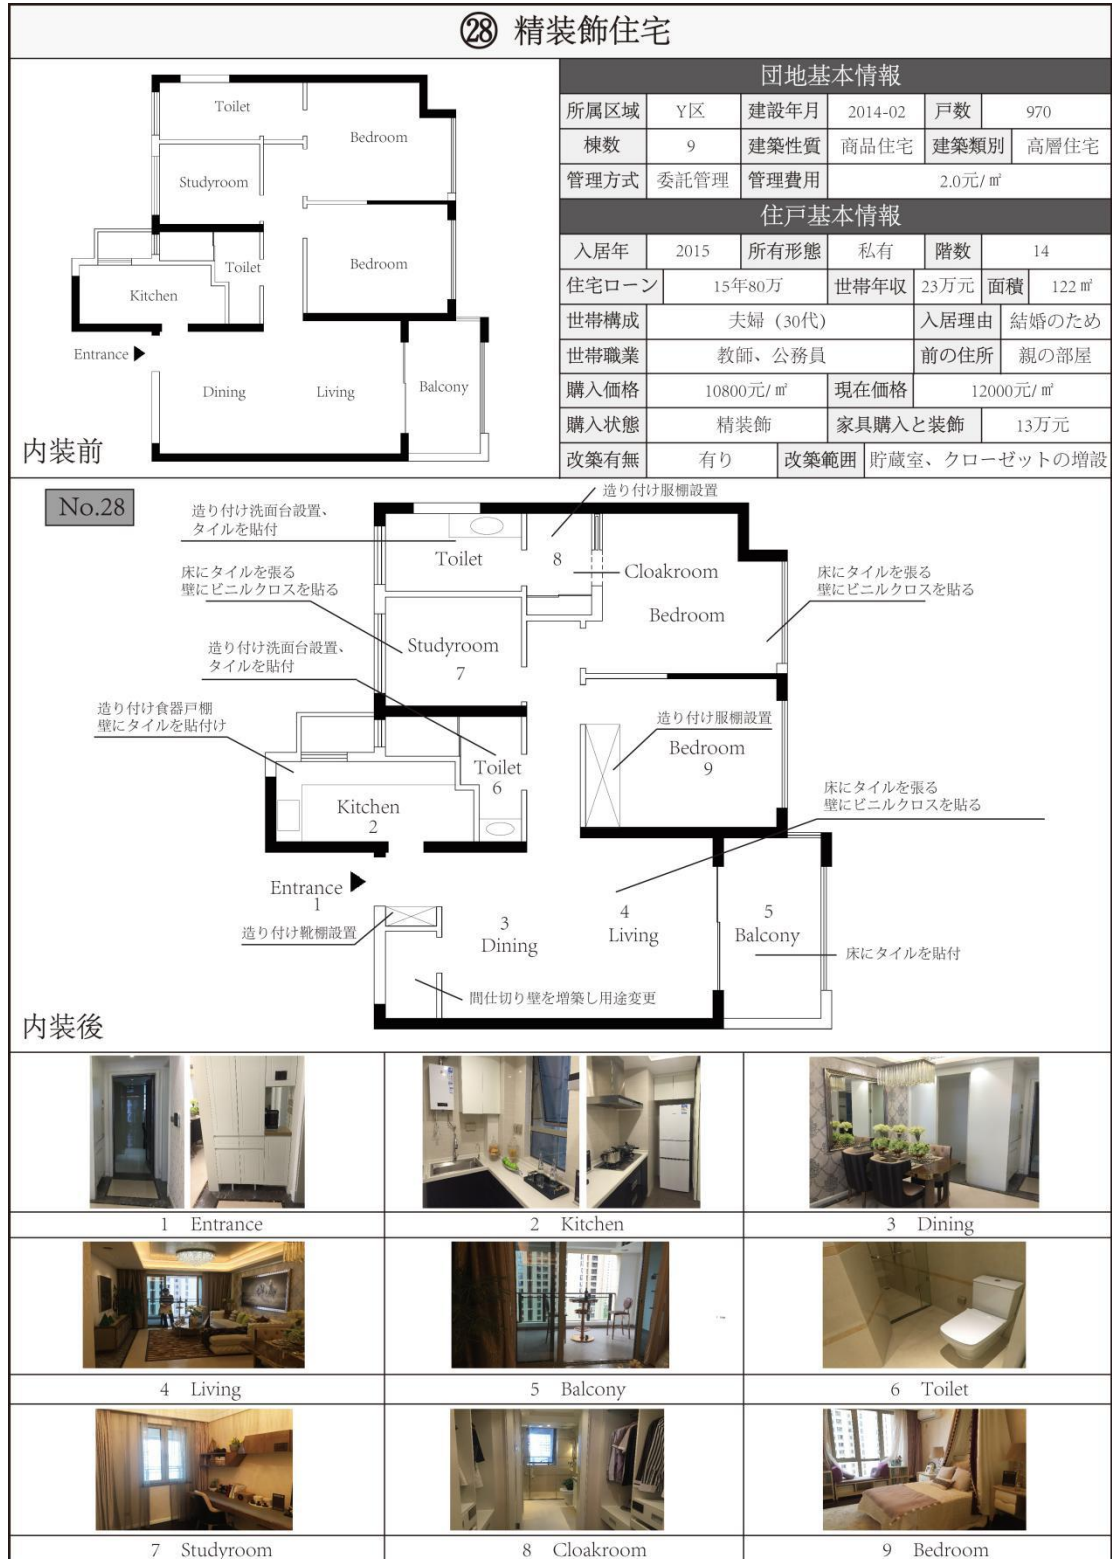 ㉘ 精装飾住宅
団地基本情報
所属区域 Y区 建設年月 2014-02 戸数 970
棟数 9 建築性質 商品住宅 建築類別 高層住宅
管理方式 委託管理 管理費用 2.0元/㎡
住戸基本情報
入居年 2015 所有形態 私有 階数 14
住宅ローン 15年80万 世帯年収 23万元 面積 122㎡
世帯構成 夫婦（30代） 入居理由 結婚のため
世帯職業 教師、公務員 前の住所 親の部屋
購入価格 10800元/㎡ 現在価格 12000元/㎡
購入状態 精装飾 家具購入と装飾 13万元
改築有無 有り 改築範囲 貯蔵室、クローゼットの増設
Toilet
Bedroom
Studyroom
Toilet
Bedroom
Kitchen
Entrance
Dining
Living
Balcony
内装前
No.28
造り付け服棚設置
造り付け洗面台設置、
タイルを貼付
Toilet
8
Cloakroom
床にタイルを張る
壁にビニルクロスを貼る
床にタイルを張る
壁にビニルクロスを貼る
Bedroom
Studyroom
7
造り付け洗面台設置、
タイルを貼付
造り付け食器戸棚
壁にタイルを貼付け
造り付け服棚設置
Bedroom
9
Toilet
6
Kitchen
2
床にタイルを張る
壁にビニルクロスを貼る
Entrance
1
造り付け靴棚設置
3
Dining
4
Living
5
Balcony
床にタイルを貼付
間仕切り壁を増築し用途変更
内装後
1 Entrance
2 Kitchen
3 Dining
4 Living
5 Balcony
6 Toilet
7 Studyroom
8 Cloakroom
9 Bedroom